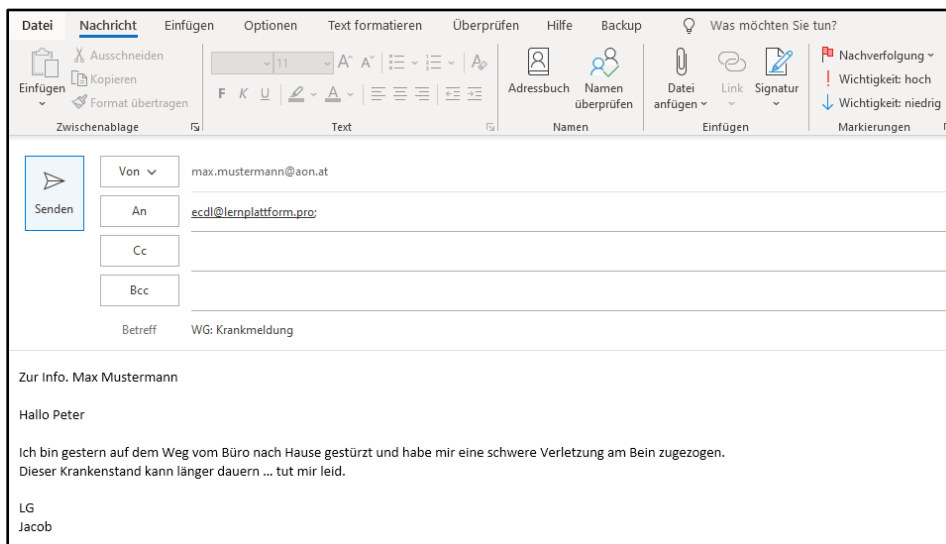 Datei Nachricht Einfügen Optionen Text formatieren Überprüfen Hilfe Backup Was möchten Sie tun?
Einfügen
Ausschneiden
Kopieren
Format übertragen
Zwischenablage
11
F K U
Text
Adressbuch
Namen überprüfen
Namen
Datei anfügen
Link
Signatur
Einfügen
Nachverfolgung
Wichtigkeit: hoch
Wichtigkeit: niedrig
Markierungen
Senden
Von max.mustermann@aon.at
An ecdl@lernplattform.pro;
Cc
Bcc
Betreff WG: Krankmeldung
Zur Info. Max Mustermann
Hallo Peter
Ich bin gestern auf dem Weg vom Büro nach Hause gestürzt und habe mir eine schwere Verletzung am Bein zugezogen.
Dieser Krankenstand kann länger dauern … tut mir leid.
LG
Jacob